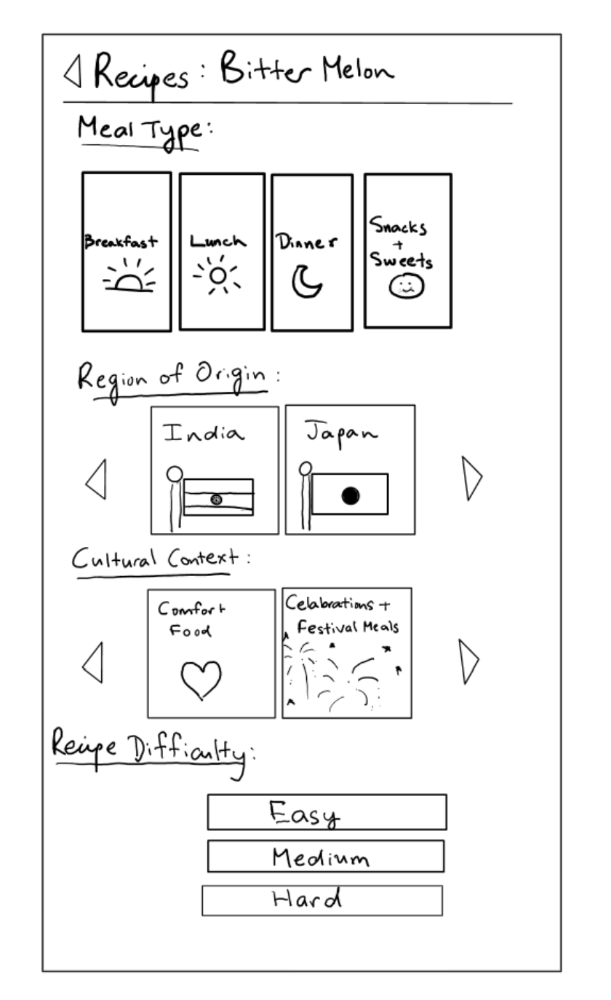 Recipes: Bitter Melon
Meal Type:
Breakfast
Lunch
Dinner
Snacks
+
Sweets
Region of Origin:
India
Japan
Cultural Context:
Comfort
Food
Celabrations +
Festival Meals
Recipe Difficulty:
Easy
Medium
Hard